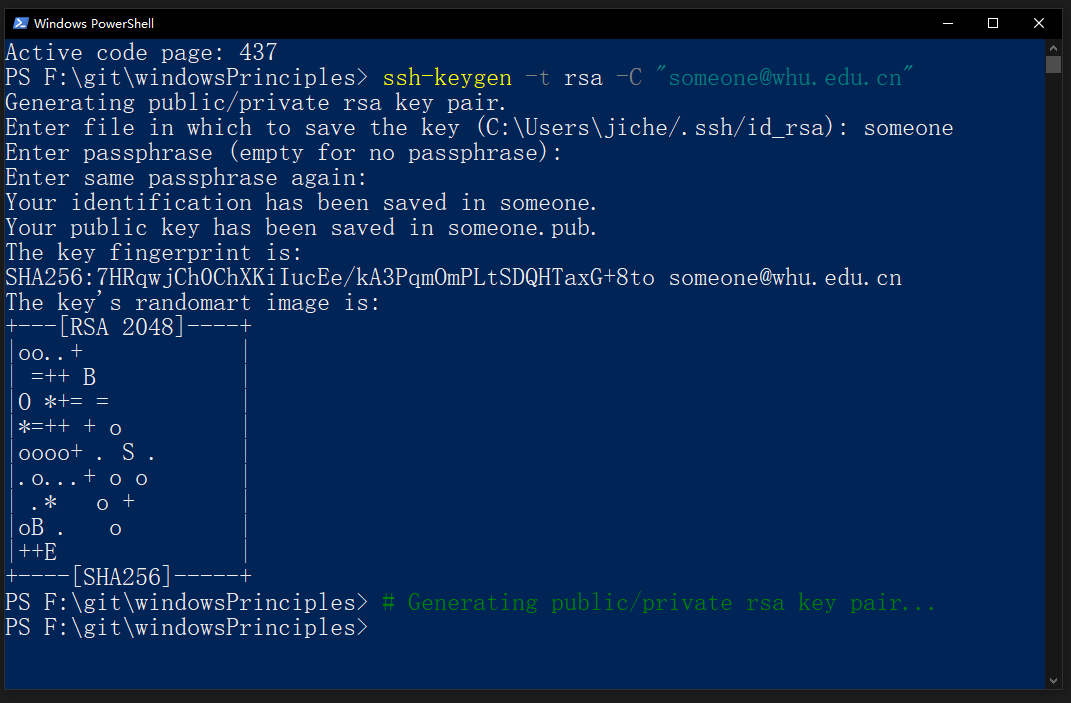 Windows PowerShell
Active code page: 437
PS F:\git\windowsPrinciples> ssh-keygen -t rsa -C "someone@whu.edu.cn"
Generating public/private rsa key pair.
Enter file in which to save the key (C:\Users\jiche/.ssh/id_rsa): someone
Enter passphrase (empty for no passphrase):
Enter same passphrase again:
Your identification has been saved in someone.
Your public key has been saved in someone.pub.
The key fingerprint is:
SHA256:7HRqwjCh0ChXKiIucEe/kA3PqmOmPLtSDQHTaxG+8to someone@whu.edu.cn
The key's randomart image is:
+---[RSA 2048]----+
|oo..+            |
| =++ B           |
|O *+= =          |
|*=++ + o         |
|oooo+ . S .      |
|.o...+ o o       |
| .*   o +        |
|oB .   o         |
|++E              |
+----[SHA256]-----+
PS F:\git\windowsPrinciples> # Generating public/private rsa key pair...
PS F:\git\windowsPrinciples>